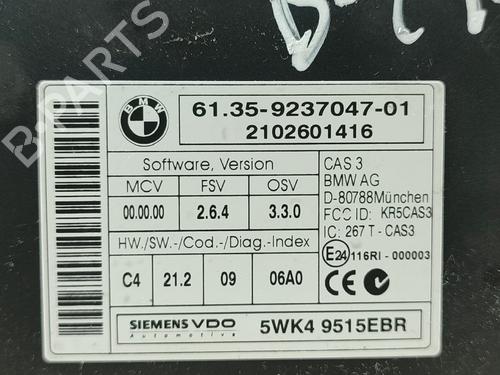 BMW
61.35-9237047-01
2102601416
Software, Version
MCV FSV OSV
00.00.00 2.6.4 3.3.0
HW./SW.-/Cod.-/Diag.-Index
C4 21.2 09 06A0
CAS 3
BMW AG
D-80788München
FCC ID: KR5CAS3
IC: 267 T - CAS3
E24 116RI - 000003
SIEMENS VDO
Automotive
5WK4 9515EBR
B-PARTS